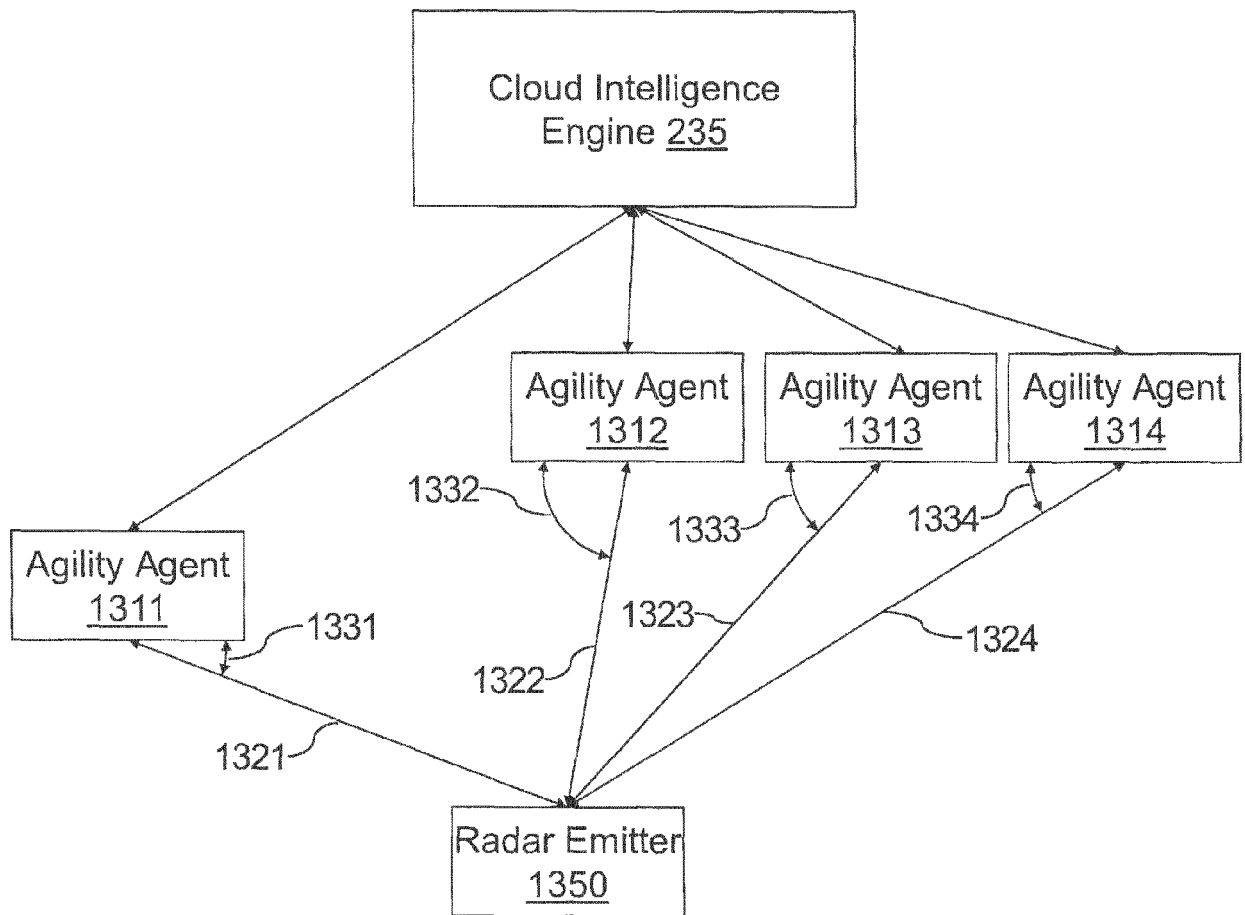 Cloud Intelligence
Engine 235
Agility Agent
1312
Agility Agent
1313
Agility Agent
1314
1332
1333
1334
Agility Agent
1311
1331
1323
1324
1322
1321
Radar Emitter
1350